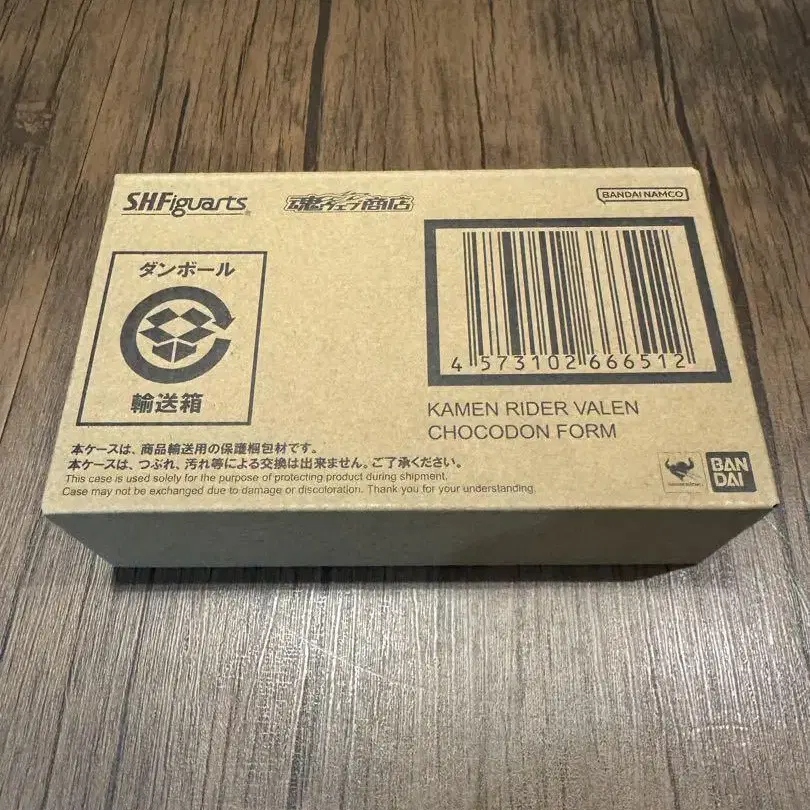 S.H.Figuarts
魂ウェブ商店
BANDAI NAMCO
ダンボール
輸送箱
4 573102 666512
KAMEN RIDER VALEN
CHOCODON FORM
本ケースは、商品輸送用の保護梱包材です。
本ケースは、つぶれ、汚れ等による交換は出来ません。ご了承ください。
This case is used solely for the purpose of protecting product during shipment.
Case may not be exchanged due to damage or discoloration. Thank you for your understanding.
BAN
DAI